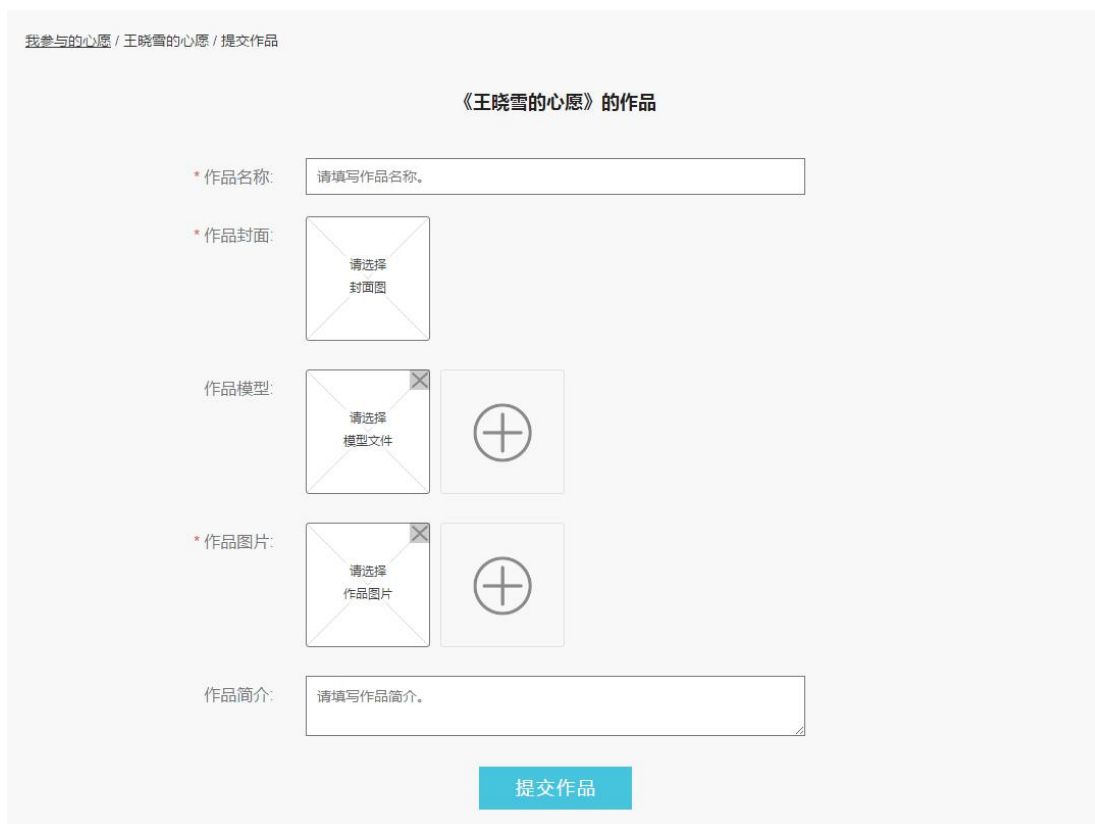 我参与的心愿 / 王晓雪的心愿 / 提交作品
《王晓雪的心愿》的作品
* 作品名称:
请填写作品名称。
* 作品封面:
请选择
封面图
作品模型:
请选择
模型文件
* 作品图片:
请选择
作品图片
作品简介:
请填写作品简介。
提交作品